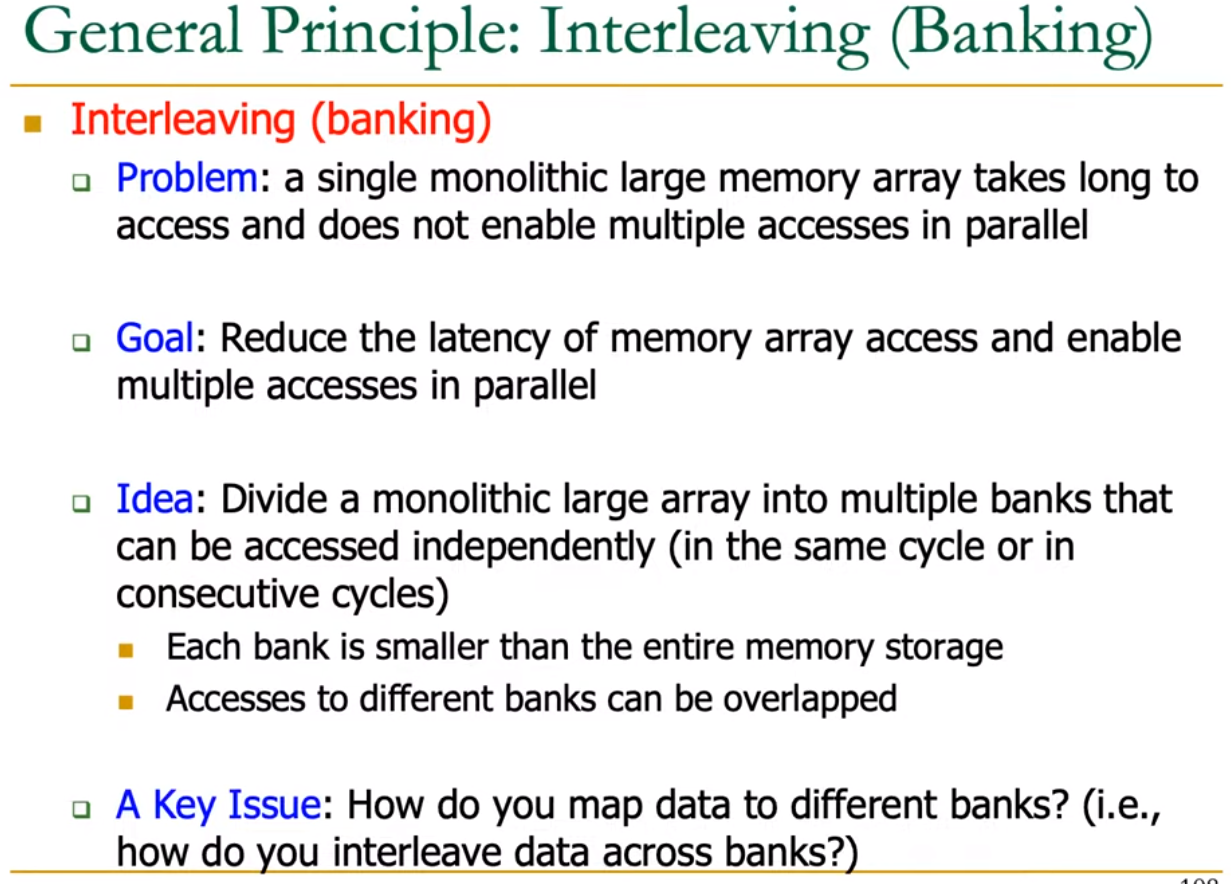 General Principle: Interleaving (Banking)
Interleaving (banking)
Problem: a single monolithic large memory array takes long to
access and does not enable multiple accesses in parallel
Goal: Reduce the latency of memory array access and enable
multiple accesses in parallel
Idea: Divide a monolithic large array into multiple banks that
can be accessed independently (in the same cycle or in
consecutive cycles)
Each bank is smaller than the entire memory storage
Accesses to different banks can be overlapped
A Key Issue: How do you map data to different banks? (i.e.,
how do you interleave data across banks?)